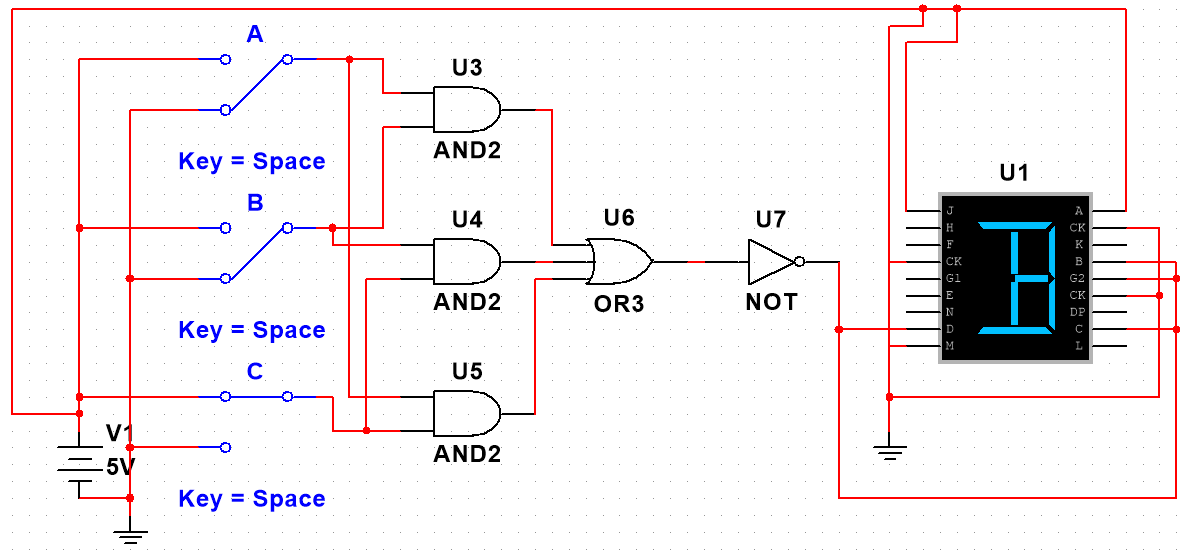 A
Key = Space
B
Key = Space
C
Key = Space
V1
5V
U3
AND2
U4
AND2
U5
AND2
U6
OR3
U7
NOT
U1
J A
H CK
F K
CK B
G1 G2
E CK
N DP
D C
M L
B